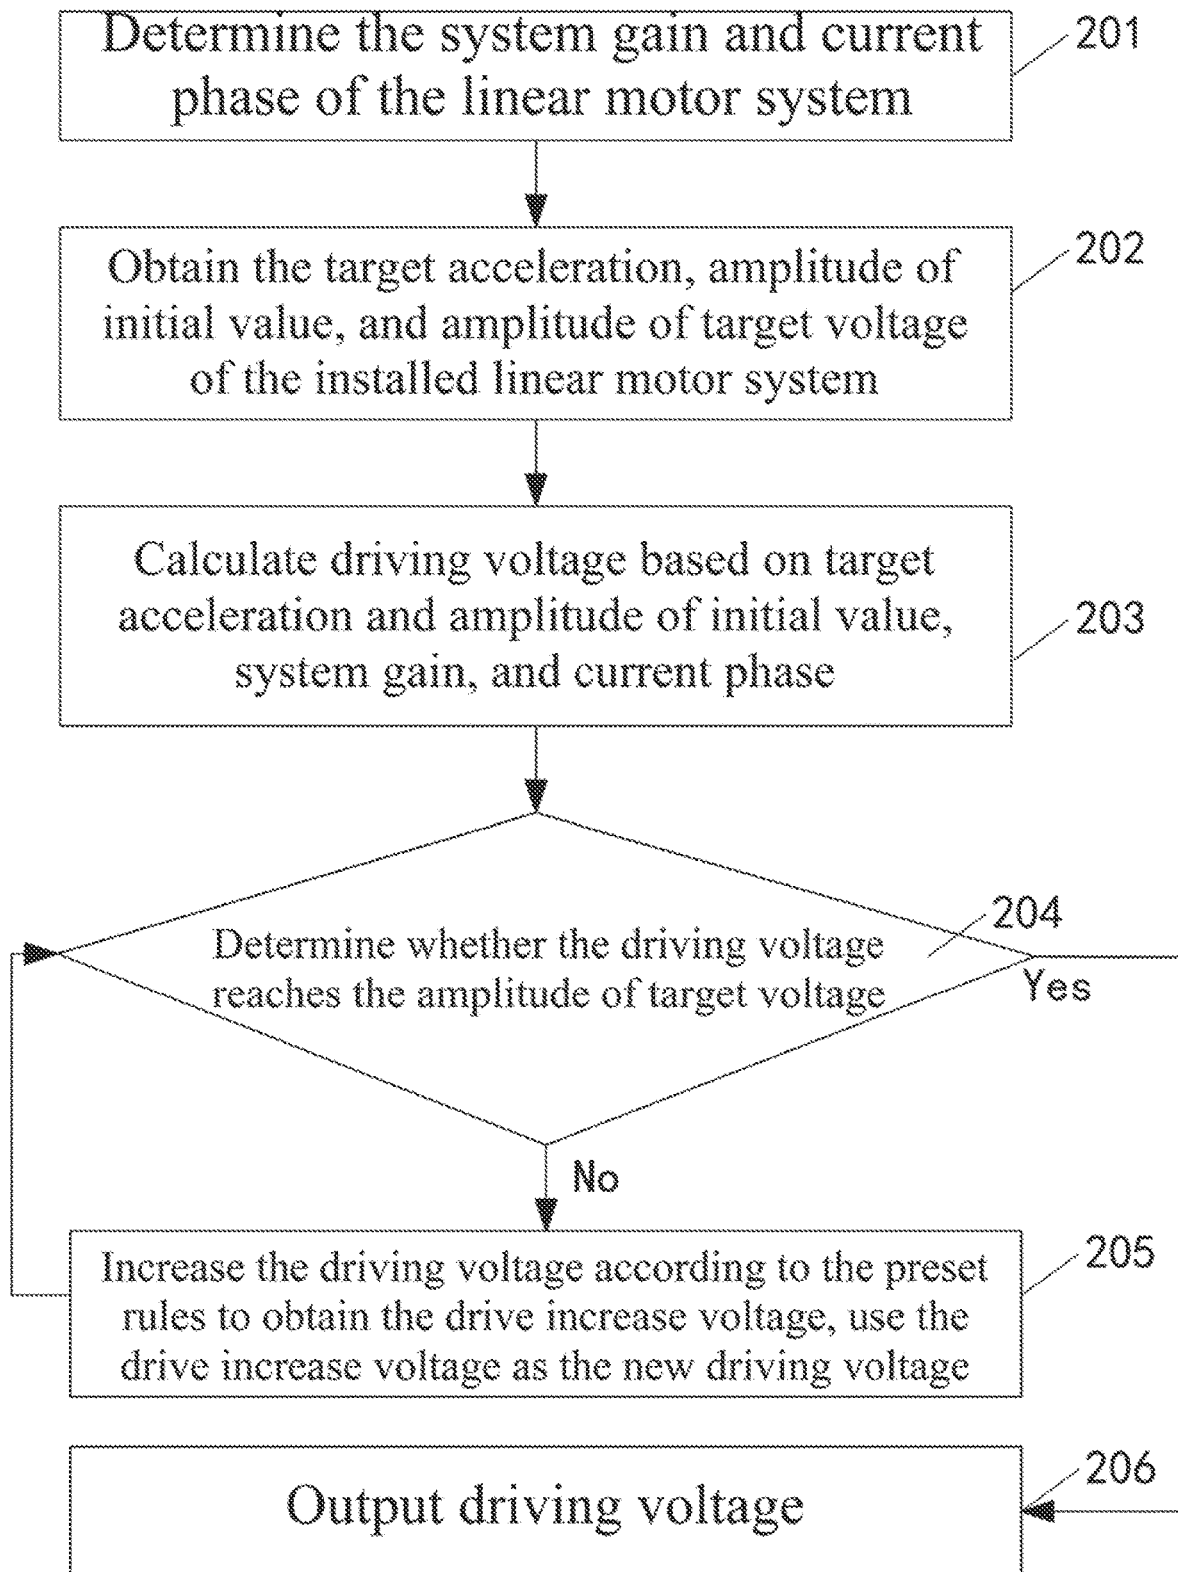 Determine the system gain and current
phase of the linear motor system
201
Obtain the target acceleration, amplitude of
initial value, and amplitude of target voltage
of the installed linear motor system
202
Calculate driving voltage based on target
acceleration and amplitude of initial value,
system gain, and current phase
203
Determine whether the driving voltage
reaches the amplitude of target voltage
204
Yes
No
Increase the driving voltage according to the preset
rules to obtain the drive increase voltage, use the
drive increase voltage as the new driving voltage
205
Output driving voltage
206